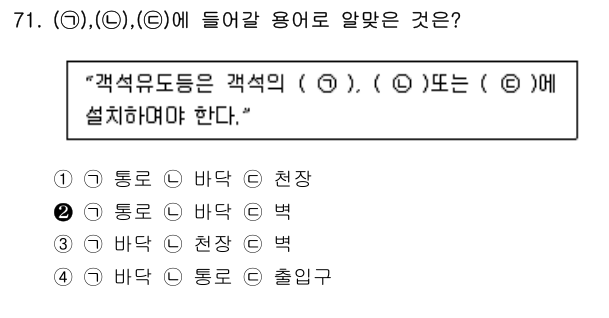 71. (㉠),(㉡),(㉢)에 들어갈 용어로 알맞은 것은?
"객석유도등은 객석의 ( ㉠ ), ( ㉡ )또는 ( ㉢ )에
설치하며야 한다."
① ㉠ 통로 ㉡ 바닥 ㉢ 천장
❷ ㉠ 통로 ㉡ 바닥 ㉢ 벽
③ ㉠ 바닥 ㉡ 천장 ㉢ 벽
④ ㉠ 바닥 ㉡ 통로 ㉢ 출입구